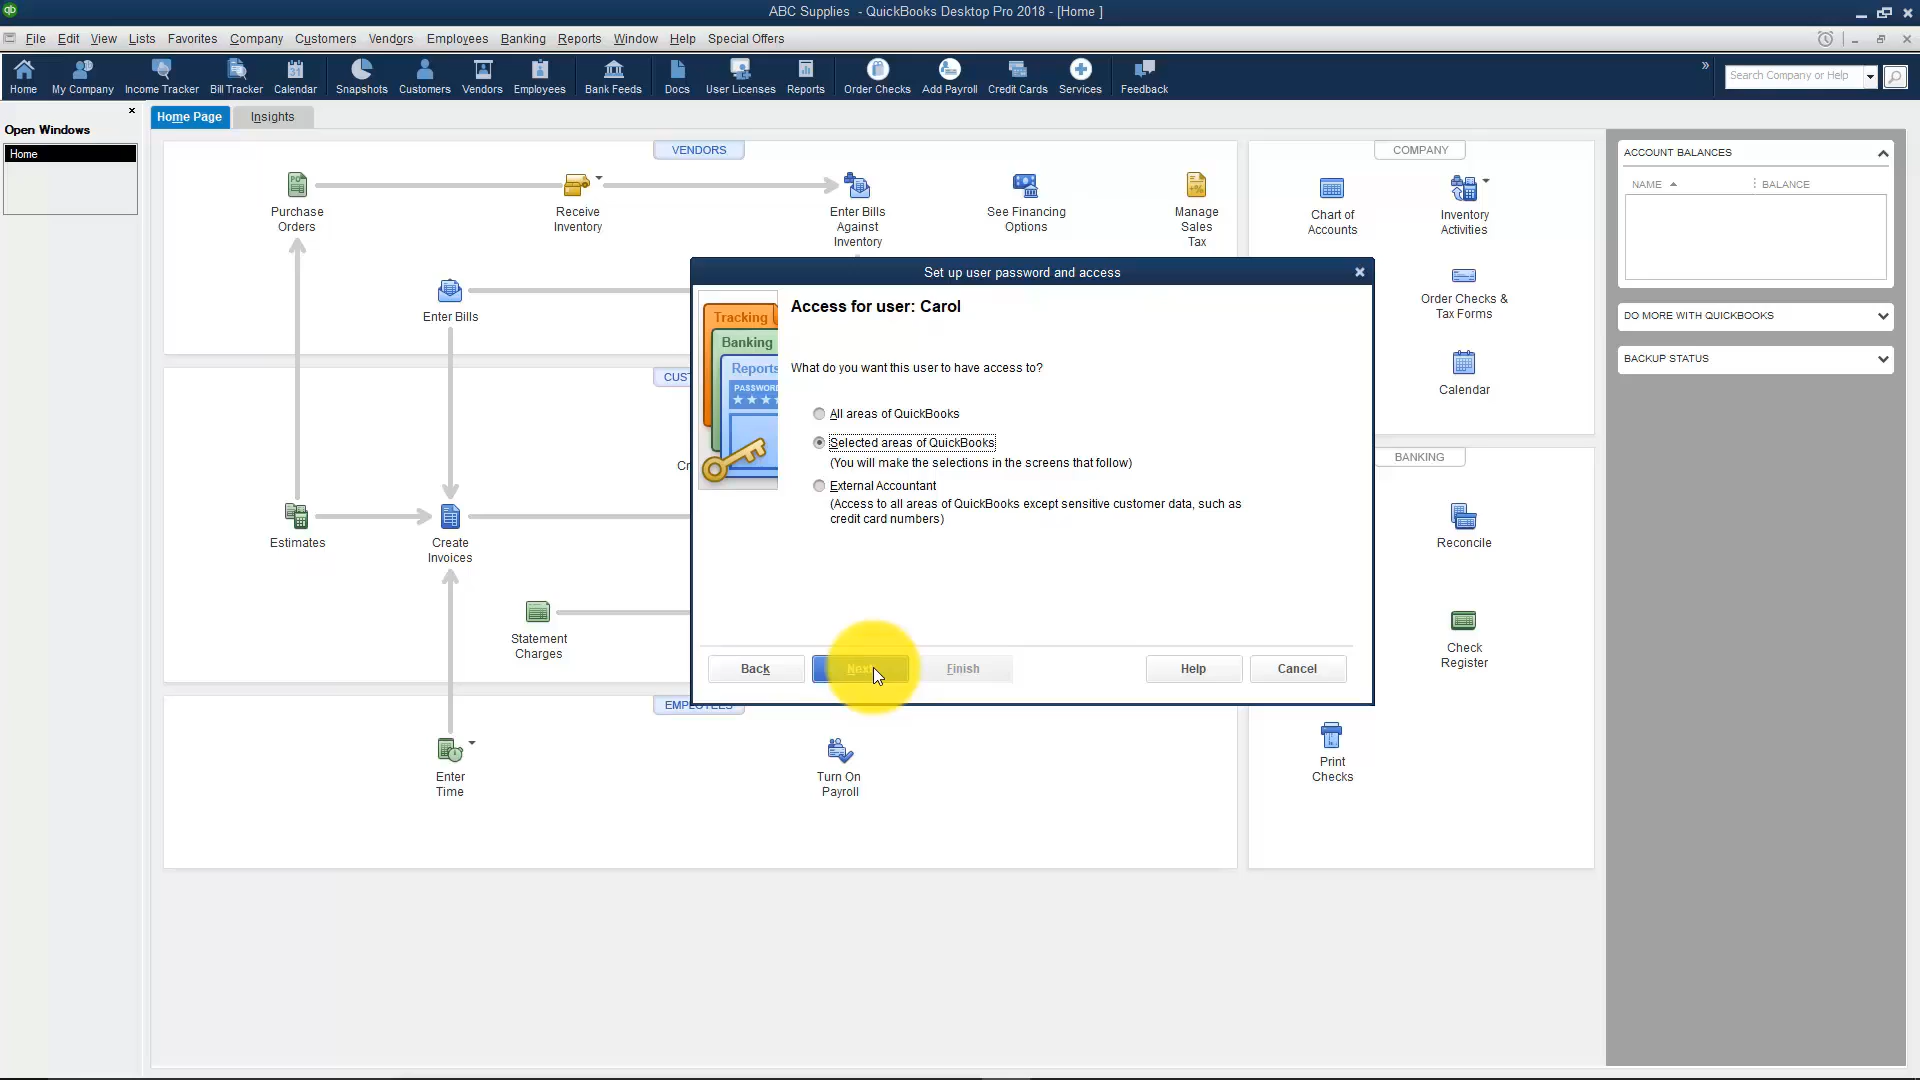 qb
ABC Supplies - QuickBooks Desktop Pro 2018 - [Home ]
File Edit View Lists Favorites Company Customers Vendors Employees Banking Reports Window Help Special Offers
Home My Company Income Tracker Bill Tracker Calendar Snapshots Customers Vendors Employees Bank Feeds Docs User Licenses Reports Order Checks Add Payroll Credit Cards Services Feedback
Search Company or Help
Open Windows
Home
Home Page
Insights
VENDORS
Purchase
Orders
Receive
Inventory
Enter Bills
Against
Inventory
See Financing
Options
Manage
Sales
Tax
Enter Bills
CUST
Estimates
Create
Invoices
Statement
Charges
Cr
EMPLOYEES
Enter
Time
Turn On
Payroll
Set up user password and access
Tracking
Banking
Reports
PASSWORD
Access for user: Carol
What do you want this user to have access to?
All areas of QuickBooks
Selected areas of QuickBooks
(You will make the selections in the screens that follow)
External Accountant
(Access to all areas of QuickBooks except sensitive customer data, such as
credit card numbers)
Back
Next
Finish
Help
Cancel
COMPANY
Chart of
Accounts
Inventory
Activities
Order Checks &
Tax Forms
Calendar
BANKING
Reconcile
Check
Register
Print
Checks
ACCOUNT BALANCES
NAME
BALANCE
DO MORE WITH QUICKBOOKS
BACKUP STATUS